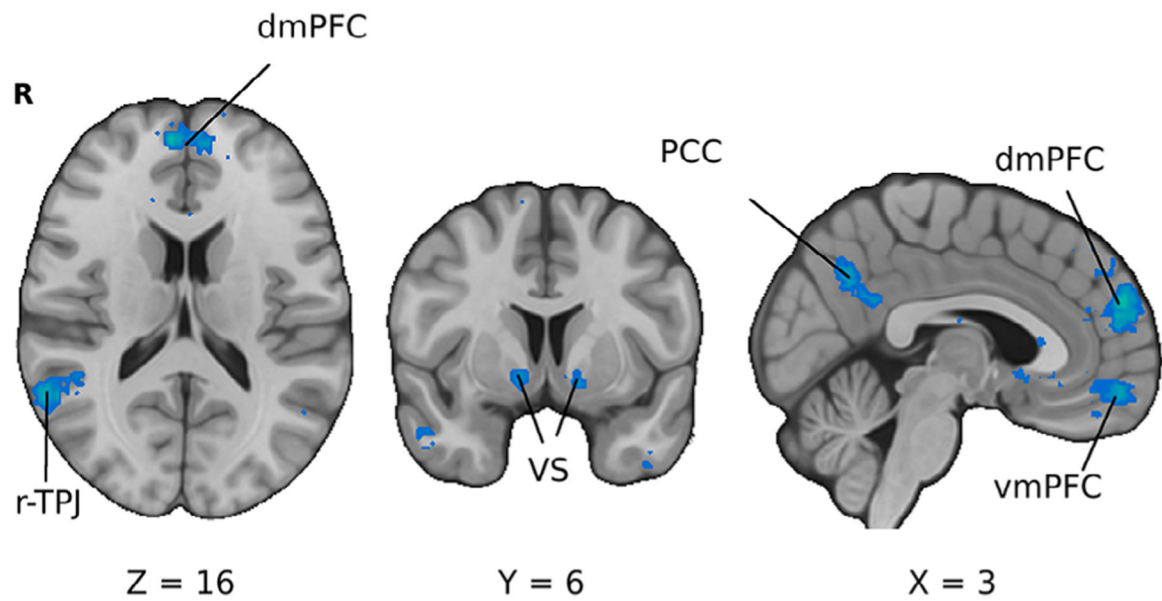 dmPFC
R
PCC
dmPFC
VS
r-TPJ
vmPFC
Z = 16
Y = 6
X = 3